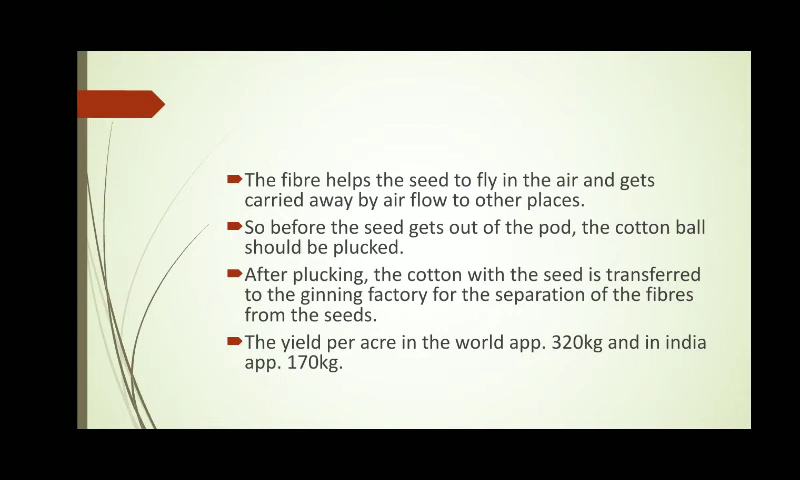 The fibre helps the seed to fly in the air and gets
carried away by air flow to other places.
So before the seed gets out of the pod, the cotton ball
should be plucked.
After plucking, the cotton with the seed is transferred
to the ginning factory for the separation of the fibres
from the seeds.
The yield per acre in the world app. 320kg and in india
app. 170kg.